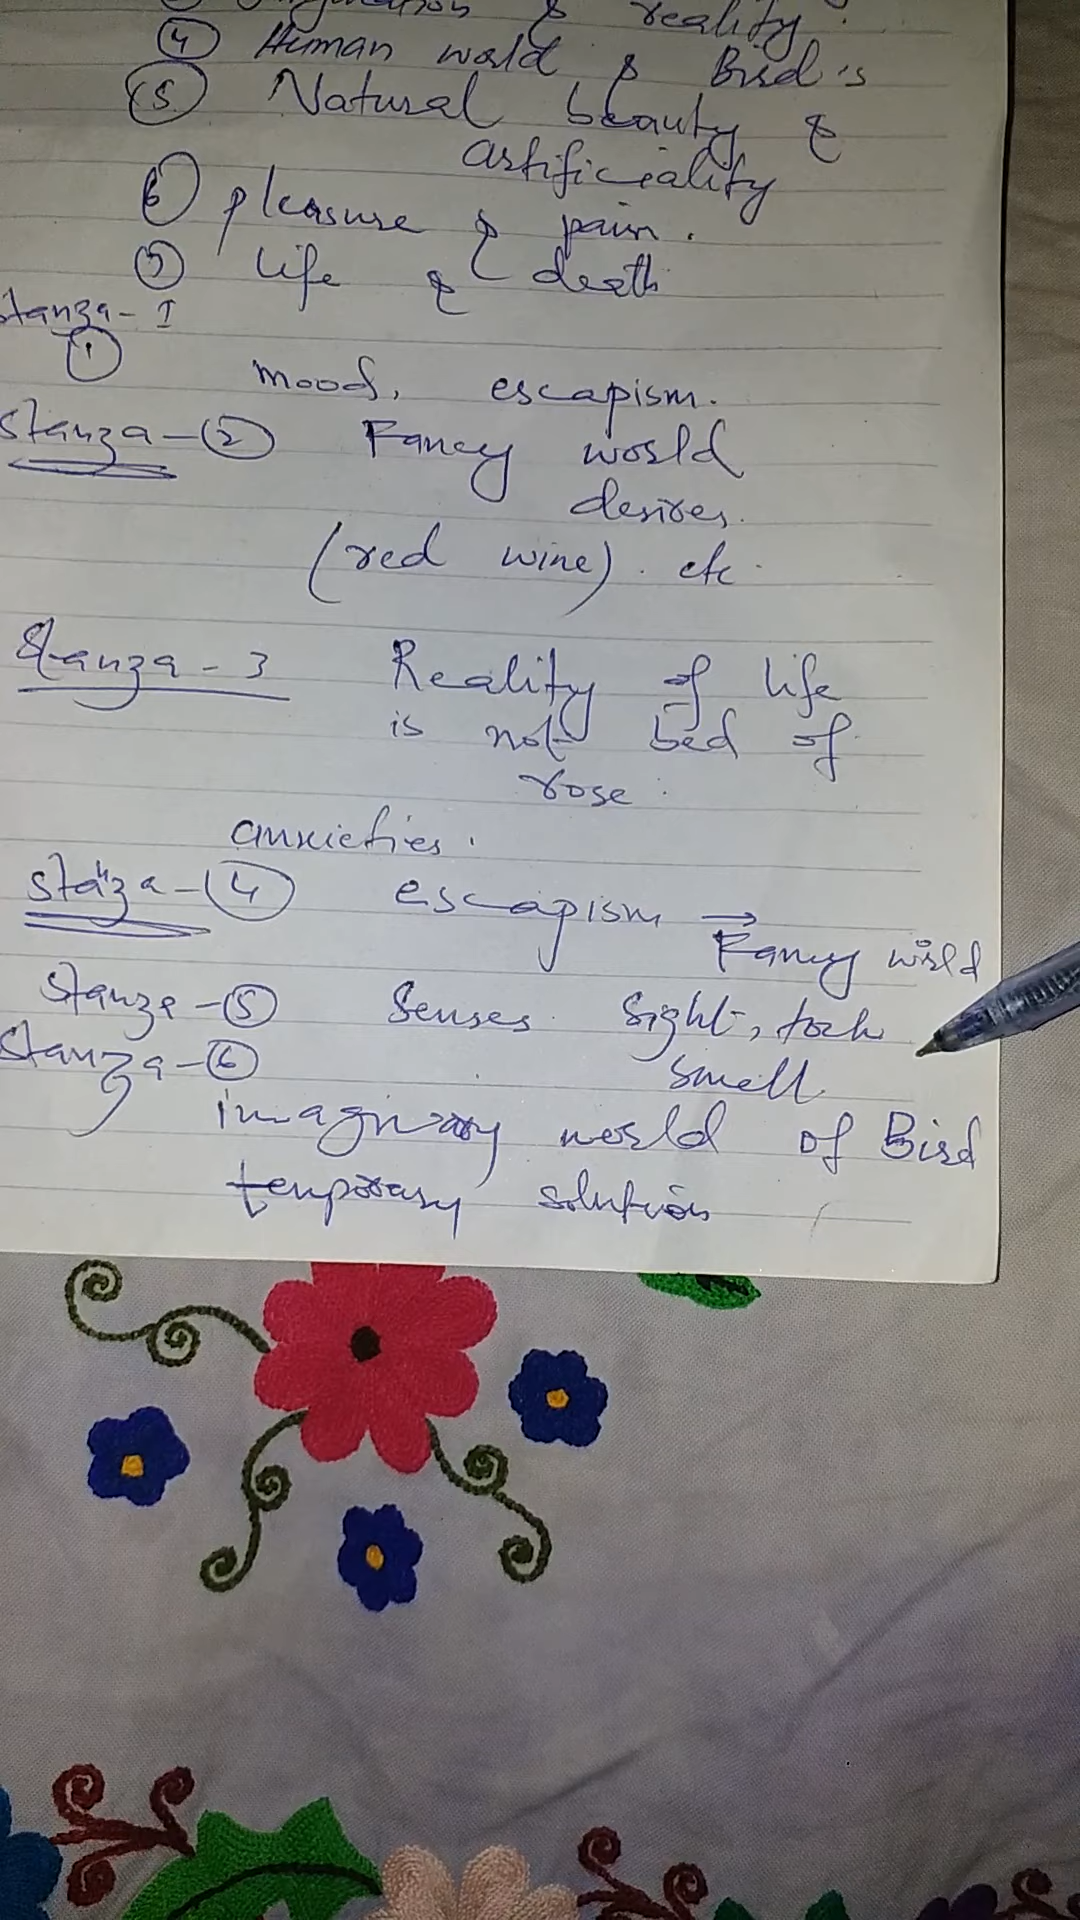 & reality.
④ Human world & Bird's
⑤ Natural beauty &
artificiality
⑥ pleasure & pain.
⑦ life & death
Stanza-I
① mood, escapism.
Stanza-② Fancy world
desires.
(red wine). etc.
Stanza-3 Reality of life
is not bed of
rose.
anxieties.
Stanza-④ escapism →
Fancy world
Stanza-⑤ Senses. Sight,
smell
Stanza-⑥
imaginary world of Bird
temporary solution